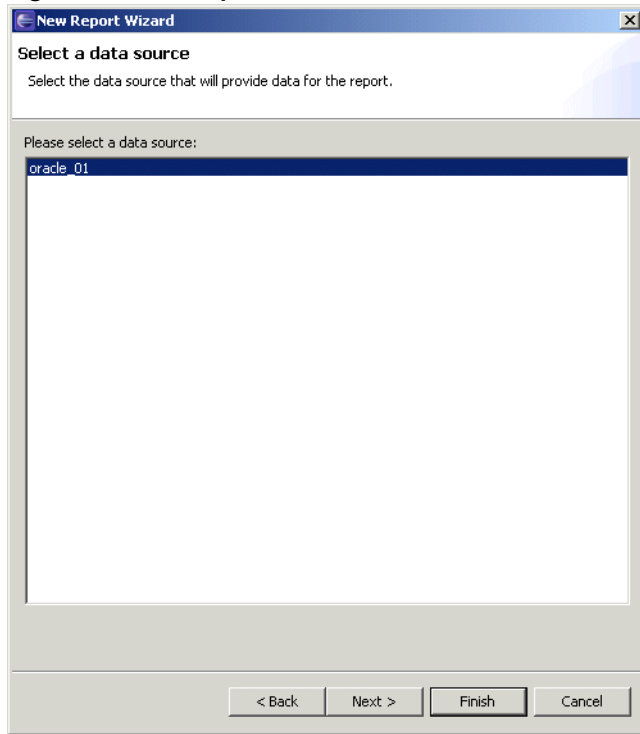 New Report Wizard
Select a data source
Select the data source that will provide data for the report.
Please select a data source:
oracle_01
< Back Next > Finish Cancel